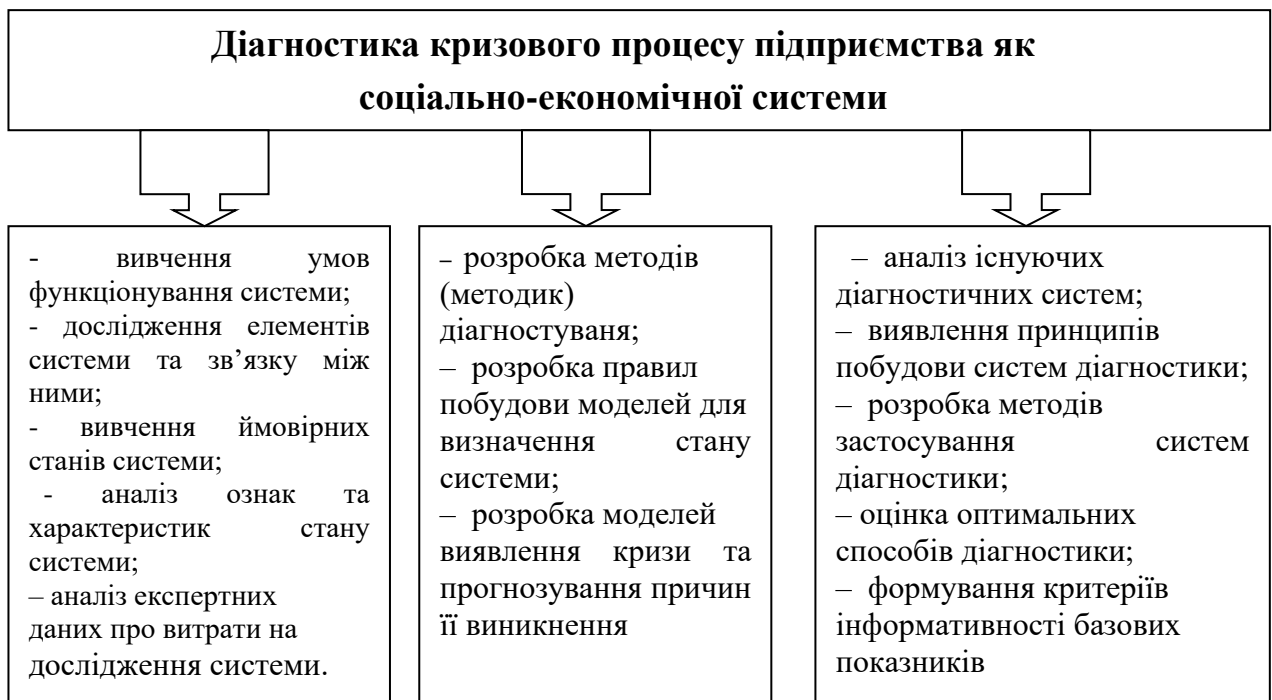 Діагностика кризового процесу підприємства як
соціально-економічної системи
- вивчення умов
функціонування системи;
- дослідження елементів
системи та зв’язку між
ними;
- вивчення ймовірних
станів системи;
- аналіз ознак та
характеристик стану
системи;
– аналіз експертних
даних про витрати на
дослідження системи.
– розробка методів
(методик)
діагностуваня;
– розробка правил
побудови моделей для
визначення стану
системи;
– розробка моделей
виявлення кризи та
прогнозування причин
її виникнення
– аналіз існуючих
діагностичних систем;
– виявлення принципів
побудови систем діагностики;
– розробка методів
застосування систем
діагностики;
– оцінка оптимальних
способів діагностики;
– формування критеріїв
інформативності базових
показників